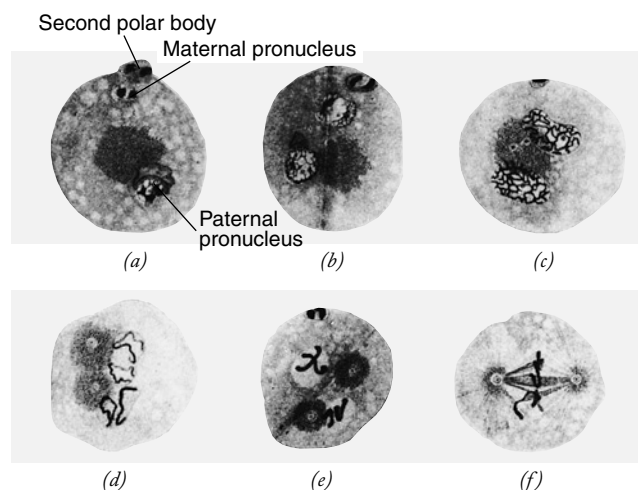 Second polar body
Maternal pronucleus
Paternal
pronucleus
(a)
(b)
(c)
(d)
(e)
(f)